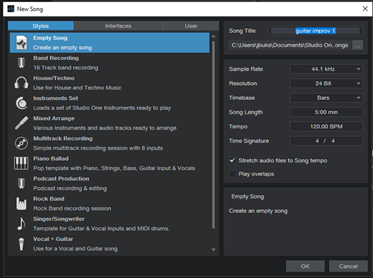 New Song
Styles
Interfaces
User
Empty Song
Create an empty song
Band Recording
16 Track band recording
House/Techno
Use for House and Techno Music
Instruments Set
Loads a set of Studio One Instruments ready to play
Mixed Arrange
Various Instruments and audio tracks ready to arrange
Multitrack Recording
Simple multitrack recording session with 8 inputs
Piano Ballad
Pop template with Piano, Strings, Bass, Guitar Input & Vocals
Podcast Production
Podcast recording & editing
Rock Band
Rock Band recording session
Singer/Songwriter
Template for Guitar & Vocal Inputs and MIDI drums.
Vocal + Guitar
Use for a Vocal and Guitar song
Song Title
guitar improv 1
C:\Users\jbuka\Documents\Studio On...ongs
...
Sample Rate
44.1 kHz
Resolution
24 Bit
Timebase
Bars
Song Length
5:00 min
Tempo
120.00 BPM
Time Signature
4 / 4
Stretch audio files to Song tempo
Play overlaps
Empty Song
Create an empty song
OK
Cancel